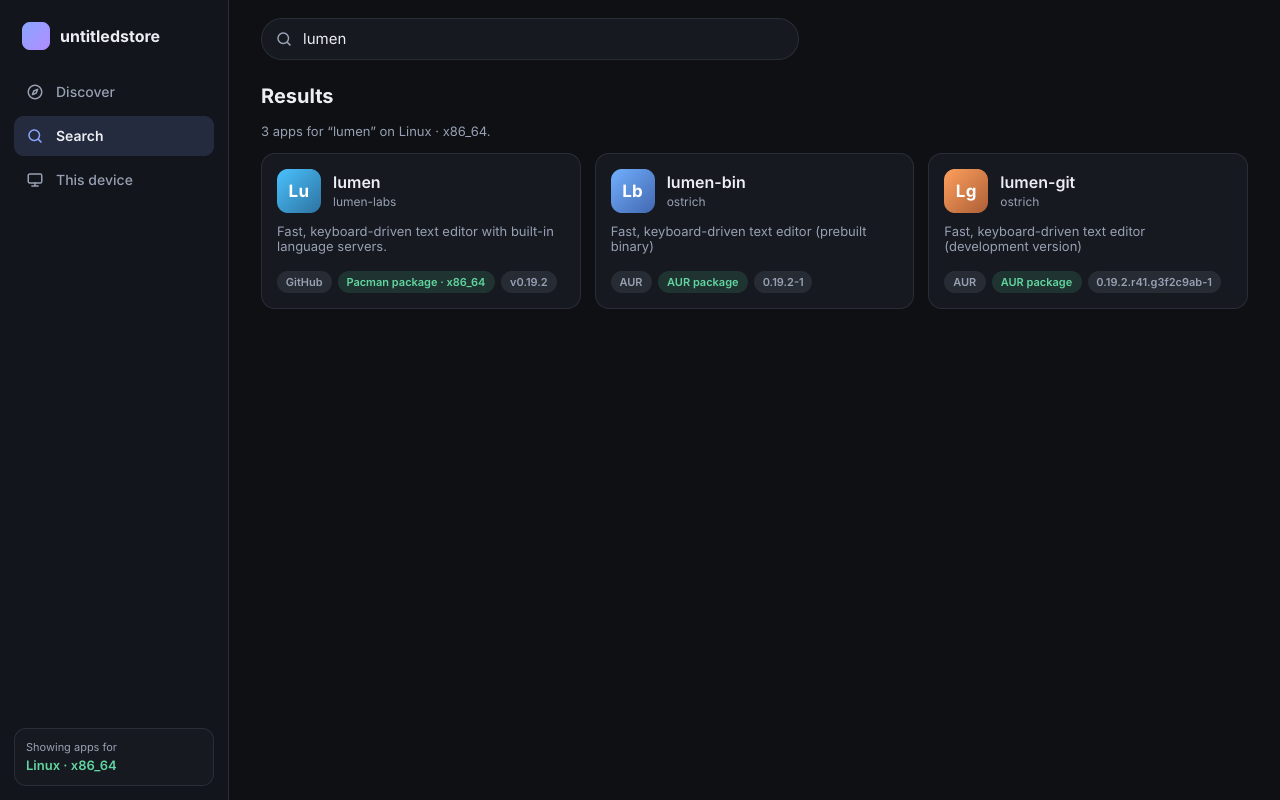 untitledstore
Discover
Search
This device
Showing apps for
Linux · x86_64
lumen
Results
3 apps for “lumen” on Linux · x86_64.
Lu
lumen
lumen-labs
Fast, keyboard-driven text editor with built-in
language servers.
GitHub
Pacman package · x86_64
v0.19.2
Lb
lumen-bin
ostrich
Fast, keyboard-driven text editor (prebuilt
binary)
AUR
AUR package
0.19.2-1
Lg
lumen-git
ostrich
Fast, keyboard-driven text editor
(development version)
AUR
AUR package
0.19.2.r41.g3f2c9ab-1